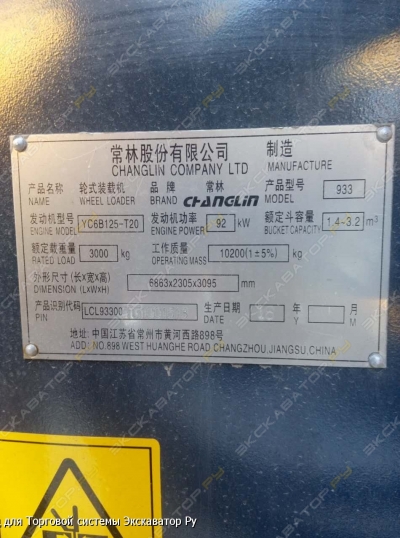 常林股份有限公司 制造
CHANGLIN COMPANY LTD MANUFACTURE
产品名称 轮式装载机 品牌 常林 产品型号 933
NAME WHEEL LOADER BRAND CHANGLIN MODEL
发动机型号 YC6B125-T20 发动机功率 92 kW 额定斗容量 1.4-3.2 m³
ENGINE MODEL ENGINE POWER BUCKET CAPACITY
额定载重量 3000 kg 工作质量 10200(1±5%) kg
RATED LOAD OPERATING MASS
外形尺寸(长×宽×高) 6883x2305x3095 mm
DIMENSION (LxWxH)
产品识别代码 LCL93300 生产日期 年 月
PIN DATE Y M
地址: 中国江苏省常州市黄河西路898号
ADD: NO.898 WEST HUANGHE ROAD CHANGZHOU,JIANGSU,CHINA
для Торговой системы Экскаватор Ру
ЭКСКАВАТОР.РУ